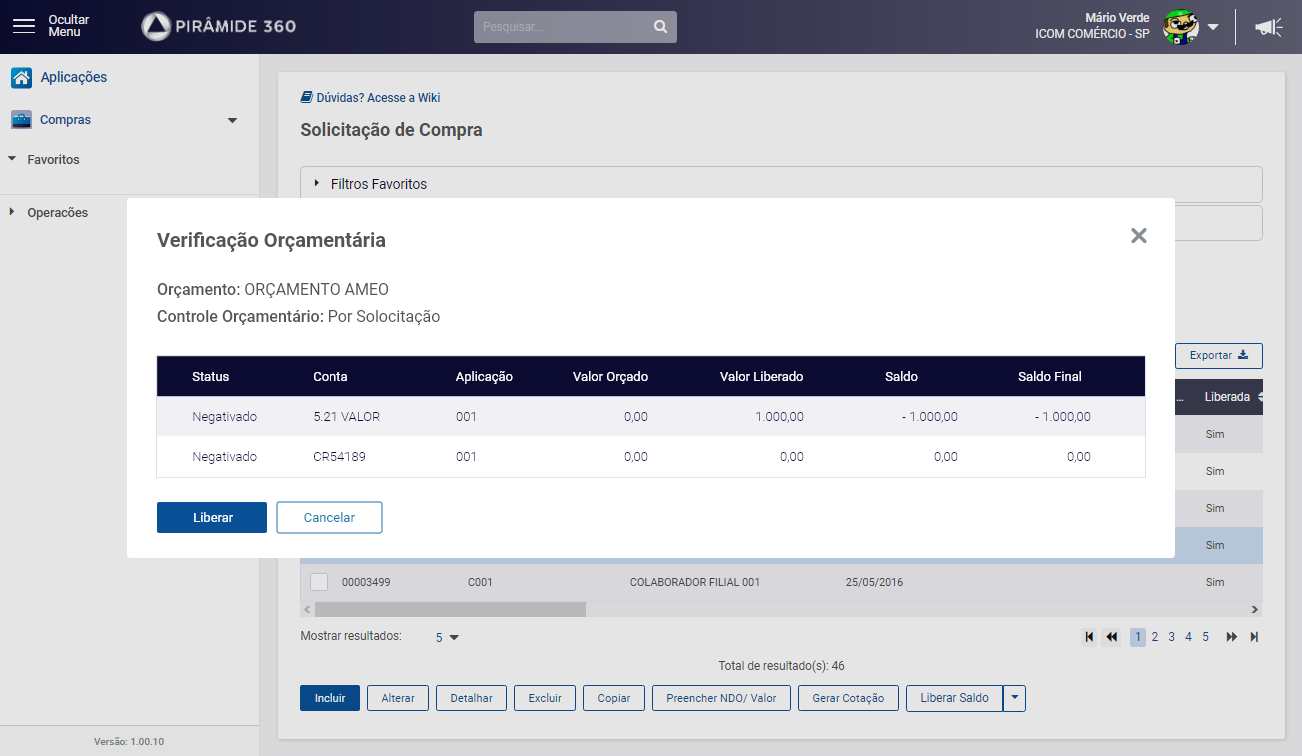 Ocultar
Menu
PIRÂMIDE 360
Pesquisar...
Mário Verde
ICOM COMÉRCIO - SP
Aplicações
Compras
Favoritos
Operacões
Dúvidas? Acesse a Wiki
Solicitação de Compra
Filtros Favoritos
Verificação Orçamentária
Orçamento: ORÇAMENTO AMEO
Controle Orçamentário: Por Solocitação
Status Conta Aplicação Valor Orçado Valor Liberado Saldo Saldo Final
Negativado 5.21 VALOR 001 0,00 1.000,00 - 1.000,00 - 1.000,00
Negativado CR54189 001 0,00 0,00 0,00 0,00
Liberar Cancelar
Exportar
... Liberada
Sim
Sim
Sim
Sim
00003499 C001 COLABORADOR FILIAL 001 25/05/2016 Sim
Mostrar resultados: 5
1 2 3 4 5
Total de resultado(s): 46
Incluir Alterar Detalhar Excluir Copiar Preencher NDO/ Valor Gerar Cotação Liberar Saldo
Versão: 1.00.10